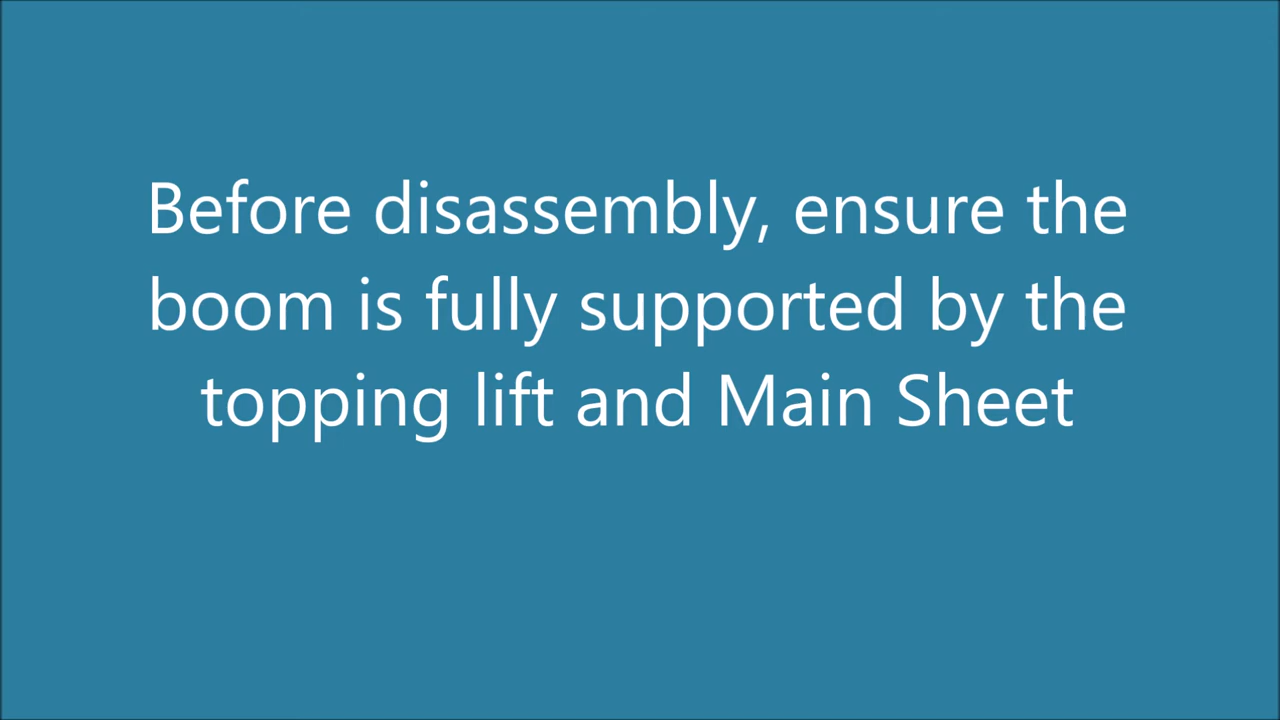 Before disassembly, ensure the
boom is fully supported by the
topping lift and Main Sheet